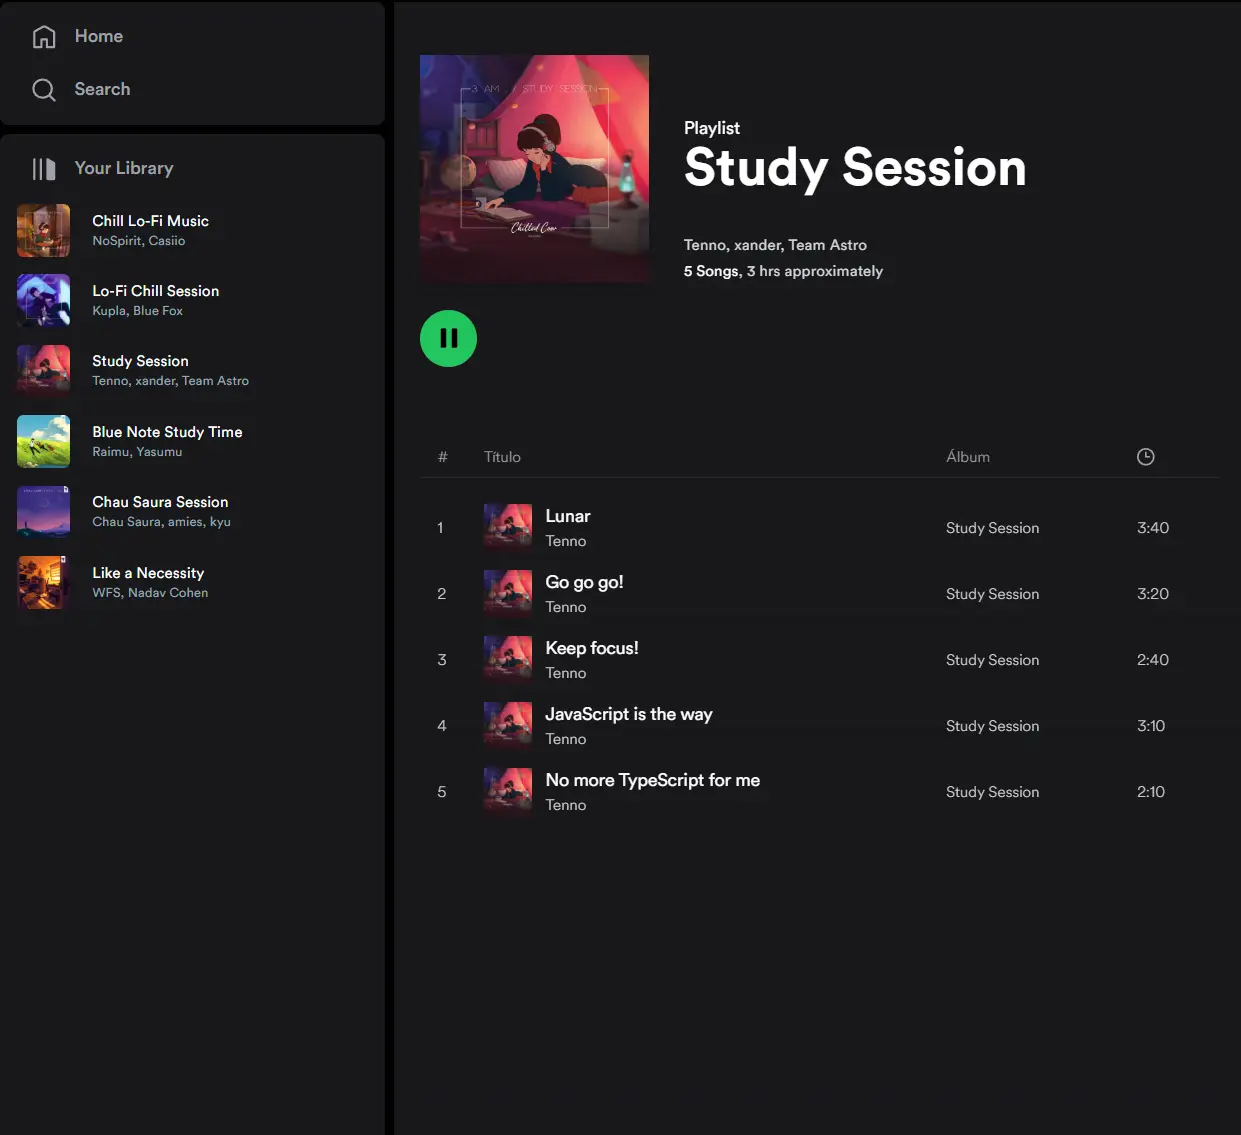 Home
Search
Your Library
Chill Lo-Fi Music
NoSpirit, Casiio
Lo-Fi Chill Session
Kupla, Blue Fox
Study Session
Tenno, xander, Team Astro
Blue Note Study Time
Raimu, Yasumu
Chau Saura Session
Chau Saura, amies, kyu
Like a Necessity
WFS, Nadav Cohen
3 AM . / STUDY SESSION
Chilled Cow
Playlist
Study Session
Tenno, xander, Team Astro
5 Songs, 3 hrs approximately
# Título Álbum
1 Lunar Study Session 3:40
Tenno
2 Go go go! Study Session 3:20
Tenno
3 Keep focus! Study Session 2:40
Tenno
4 JavaScript is the way Study Session 3:10
Tenno
5 No more TypeScript for me Study Session 2:10
Tenno